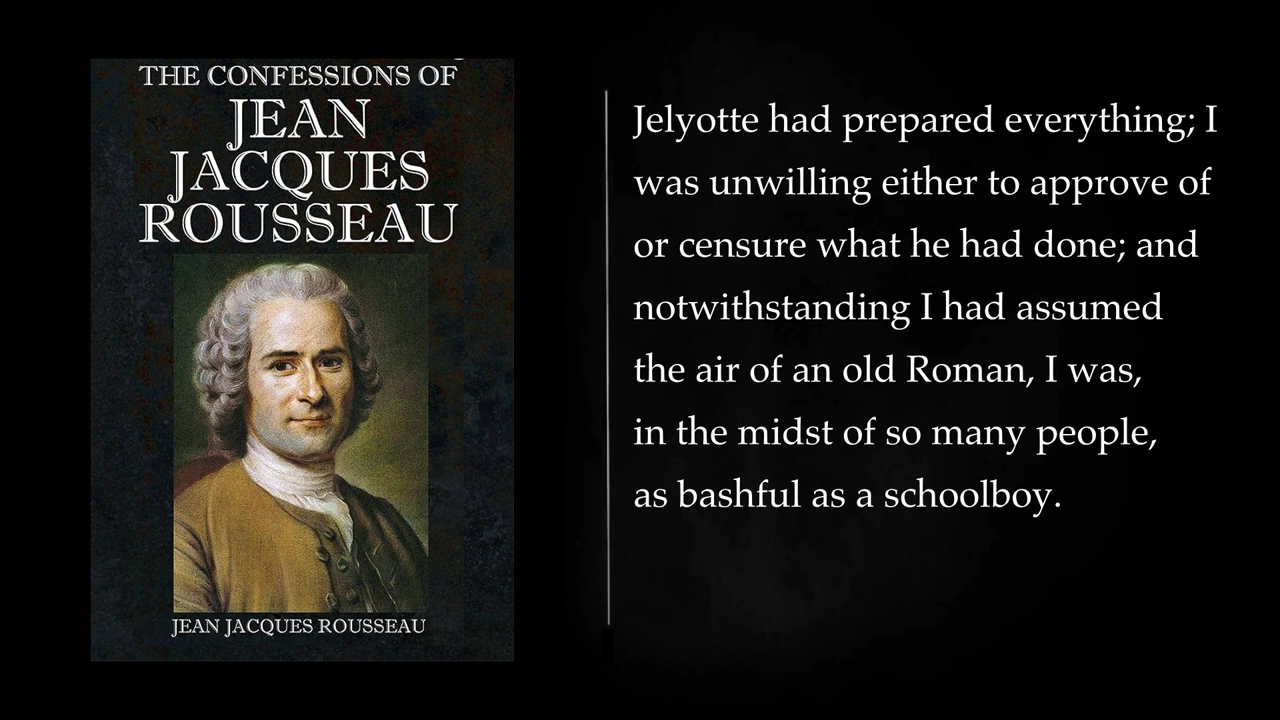 THE CONFESSIONS OF
JEAN
JACQUES
ROUSSEAU
JEAN JACQUES ROUSSEAU
Jelyotte had prepared everything; I
was unwilling either to approve of
or censure what he had done; and
notwithstanding I had assumed
the air of an old Roman, I was,
in the midst of so many people,
as bashful as a schoolboy.